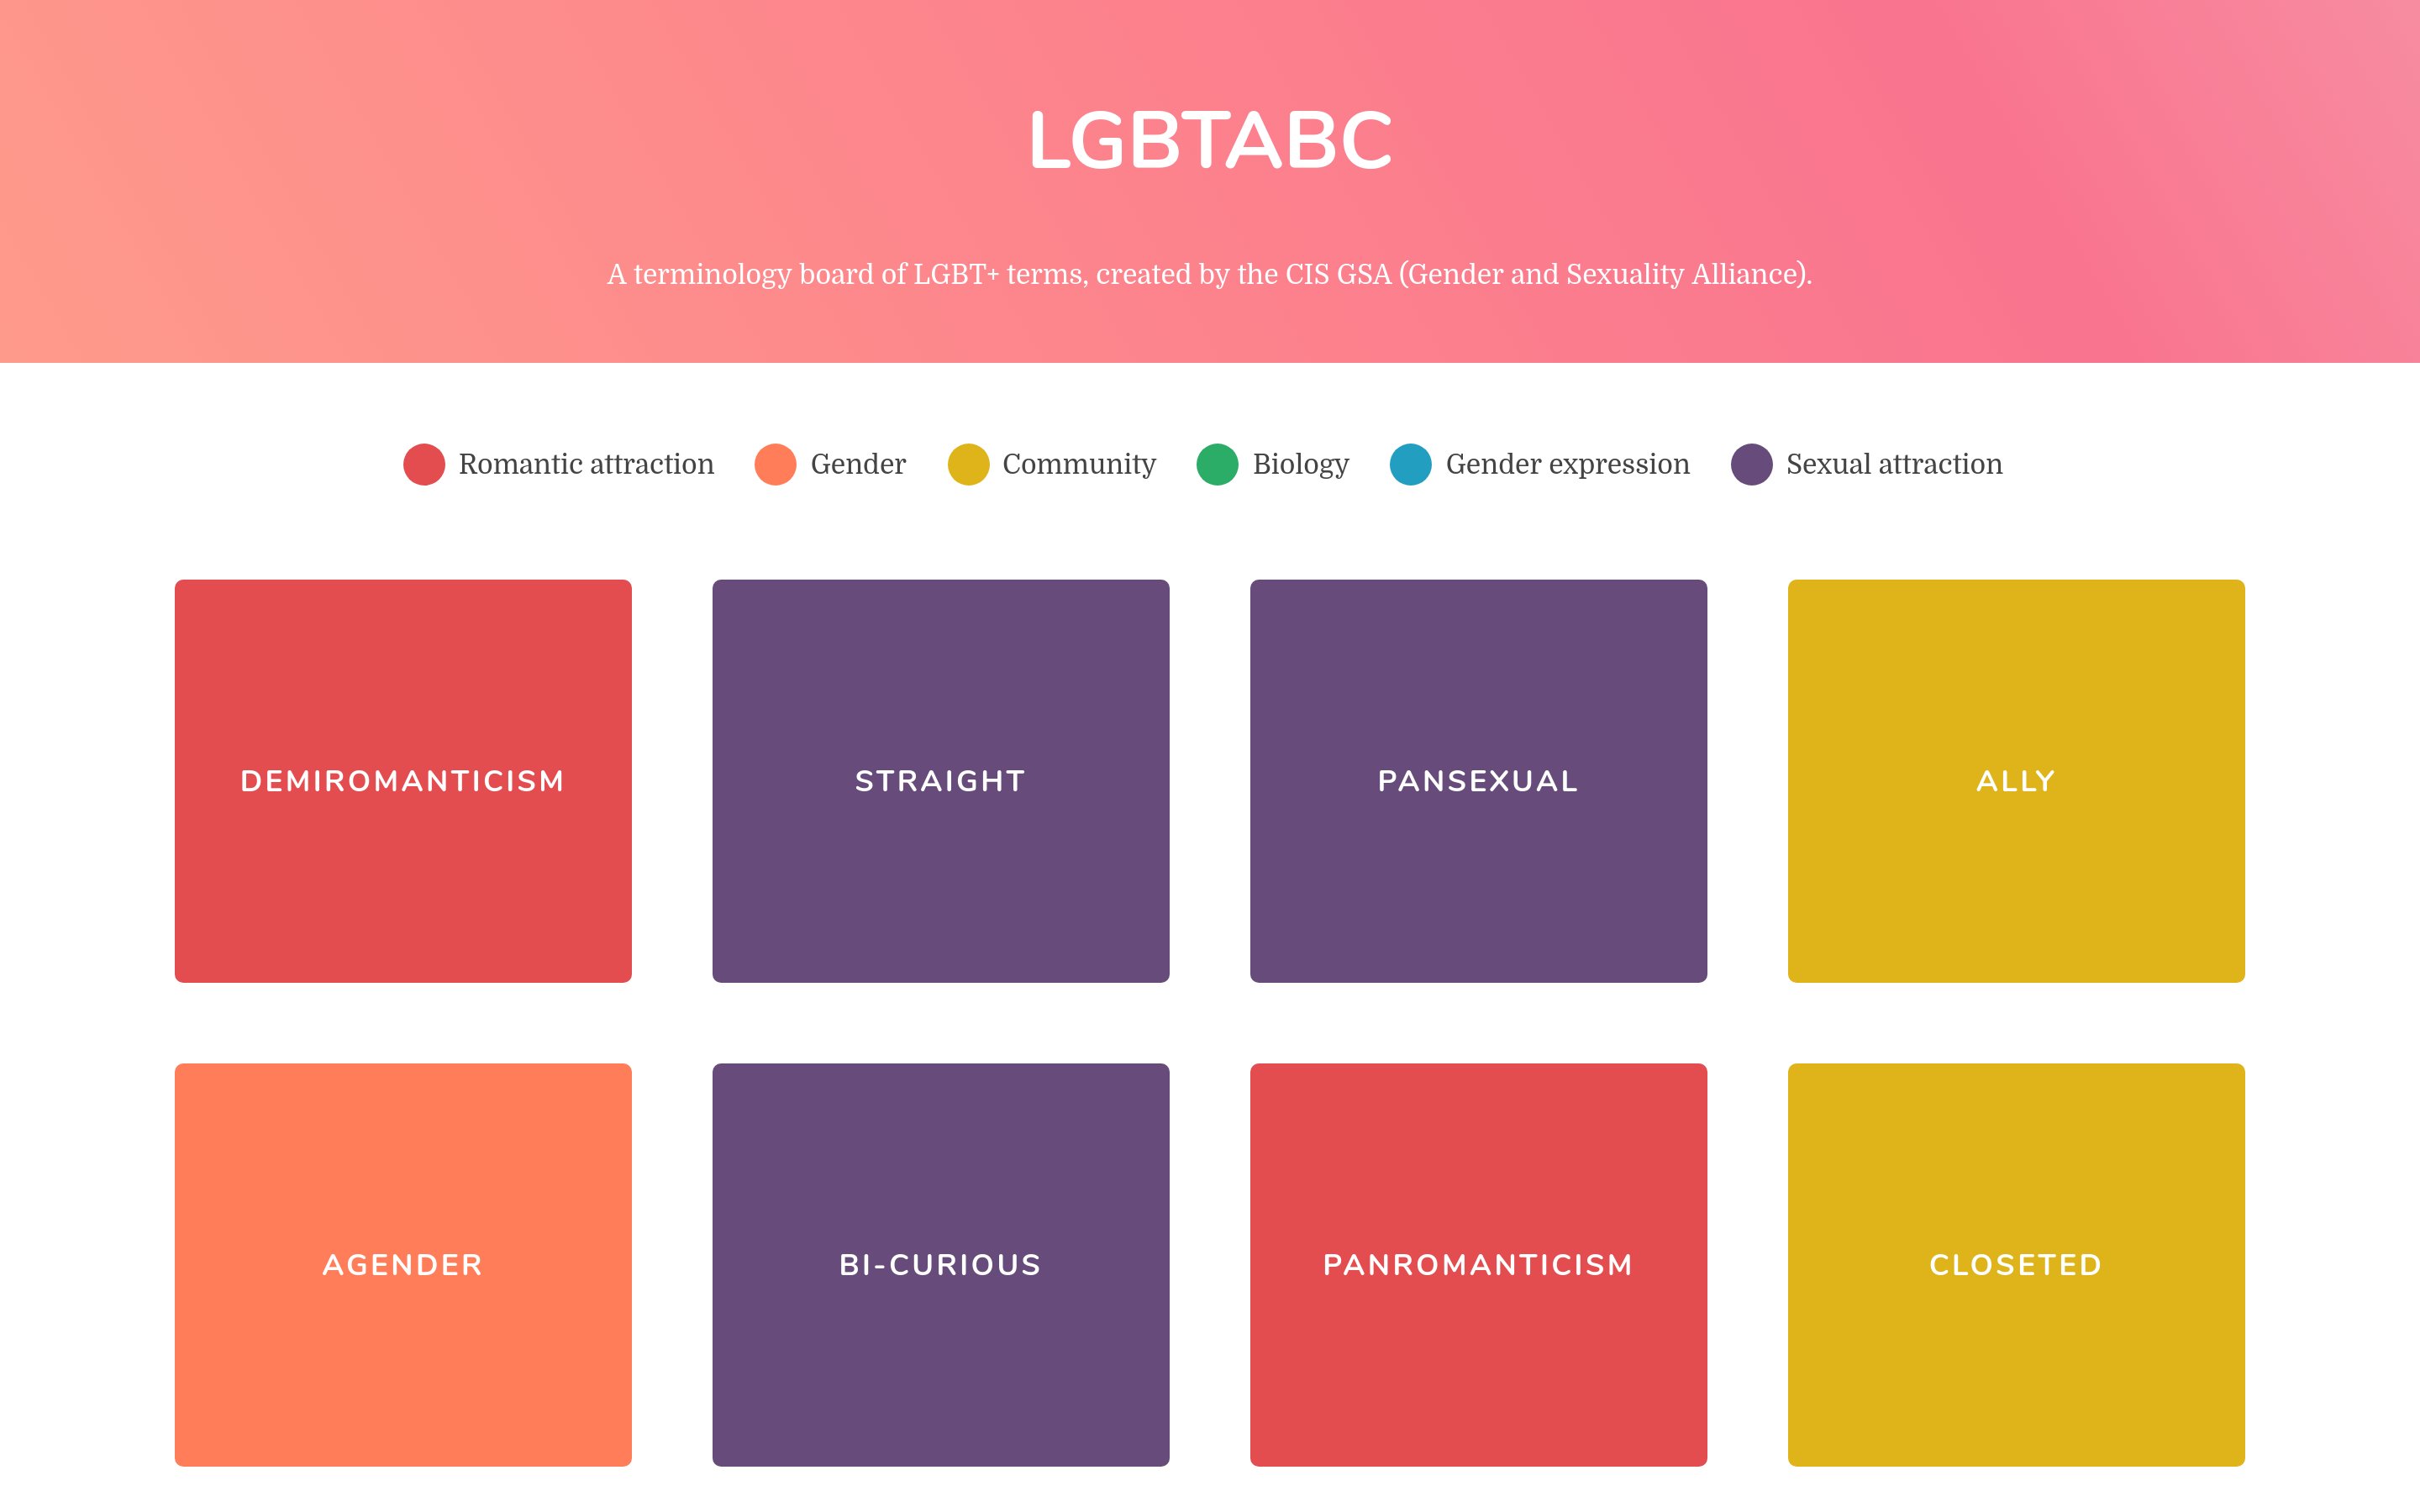 LGBTABC
A terminology board of LGBT+ terms, created by the CIS GSA (Gender and Sexuality Alliance).
Romantic attraction Gender Community Biology Gender expression Sexual attraction
DEMIROMANTICISM STRAIGHT PANSEXUAL ALLY
AGENDER BI-CURIOUS PANROMANTICISM CLOSETED